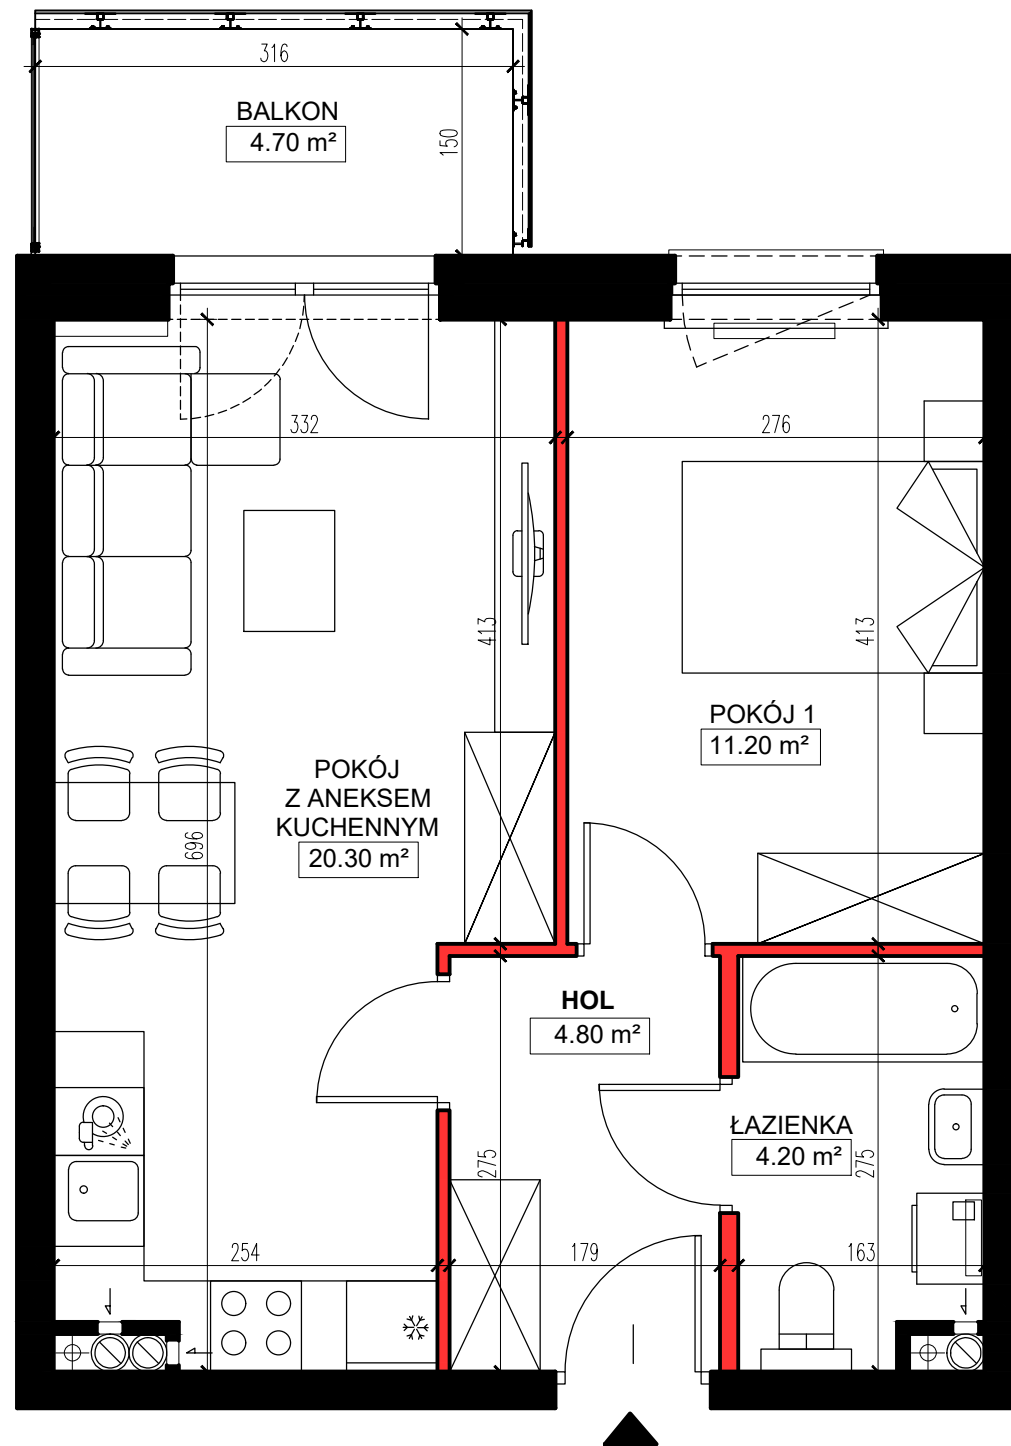 316
BALKON
4.70 m²
150
332
276
413
413
POKÓJ 1
11.20 m²
POKÓJ
Z ANEKSEM
KUCHENNYM
20.30 m²
696
HOL
4.80 m²
ŁAZIENKA
4.20 m²
275
275
254
179
163